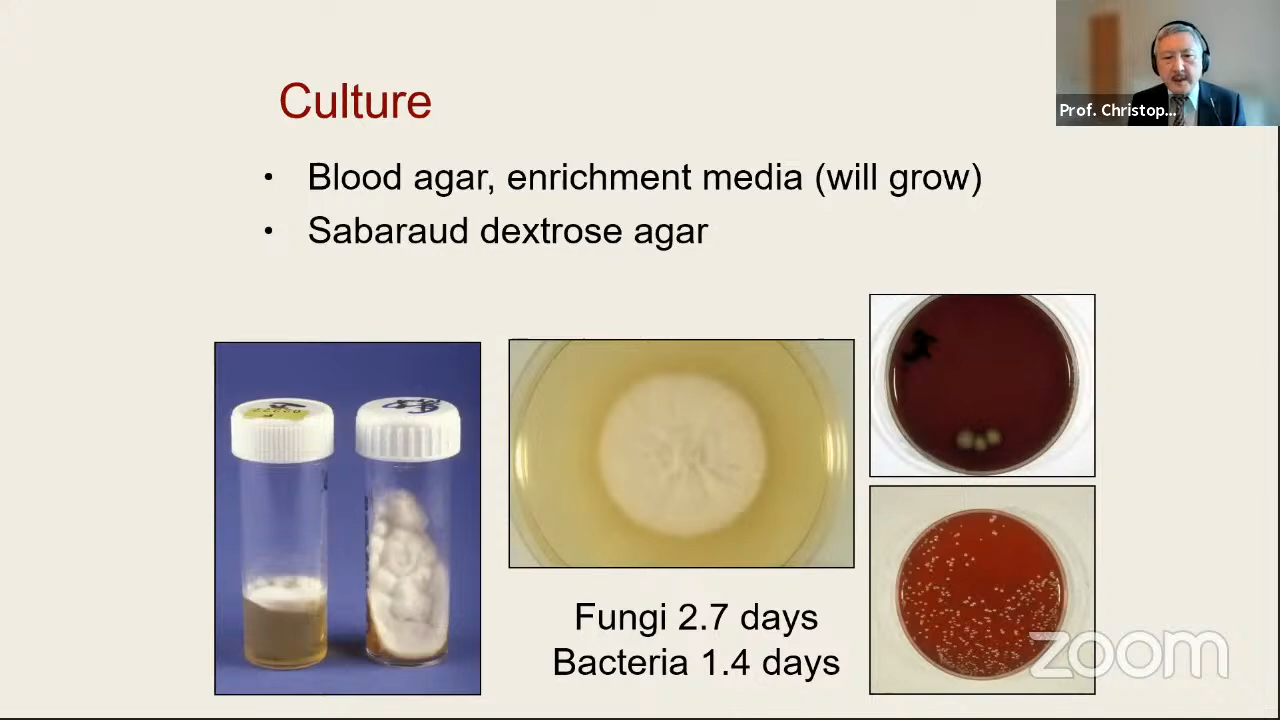 Culture
Prof. Christop...
• Blood agar, enrichment media (will grow)
• Sabaraud dextrose agar
Fungi 2.7 days
Bacteria 1.4 days
zoom